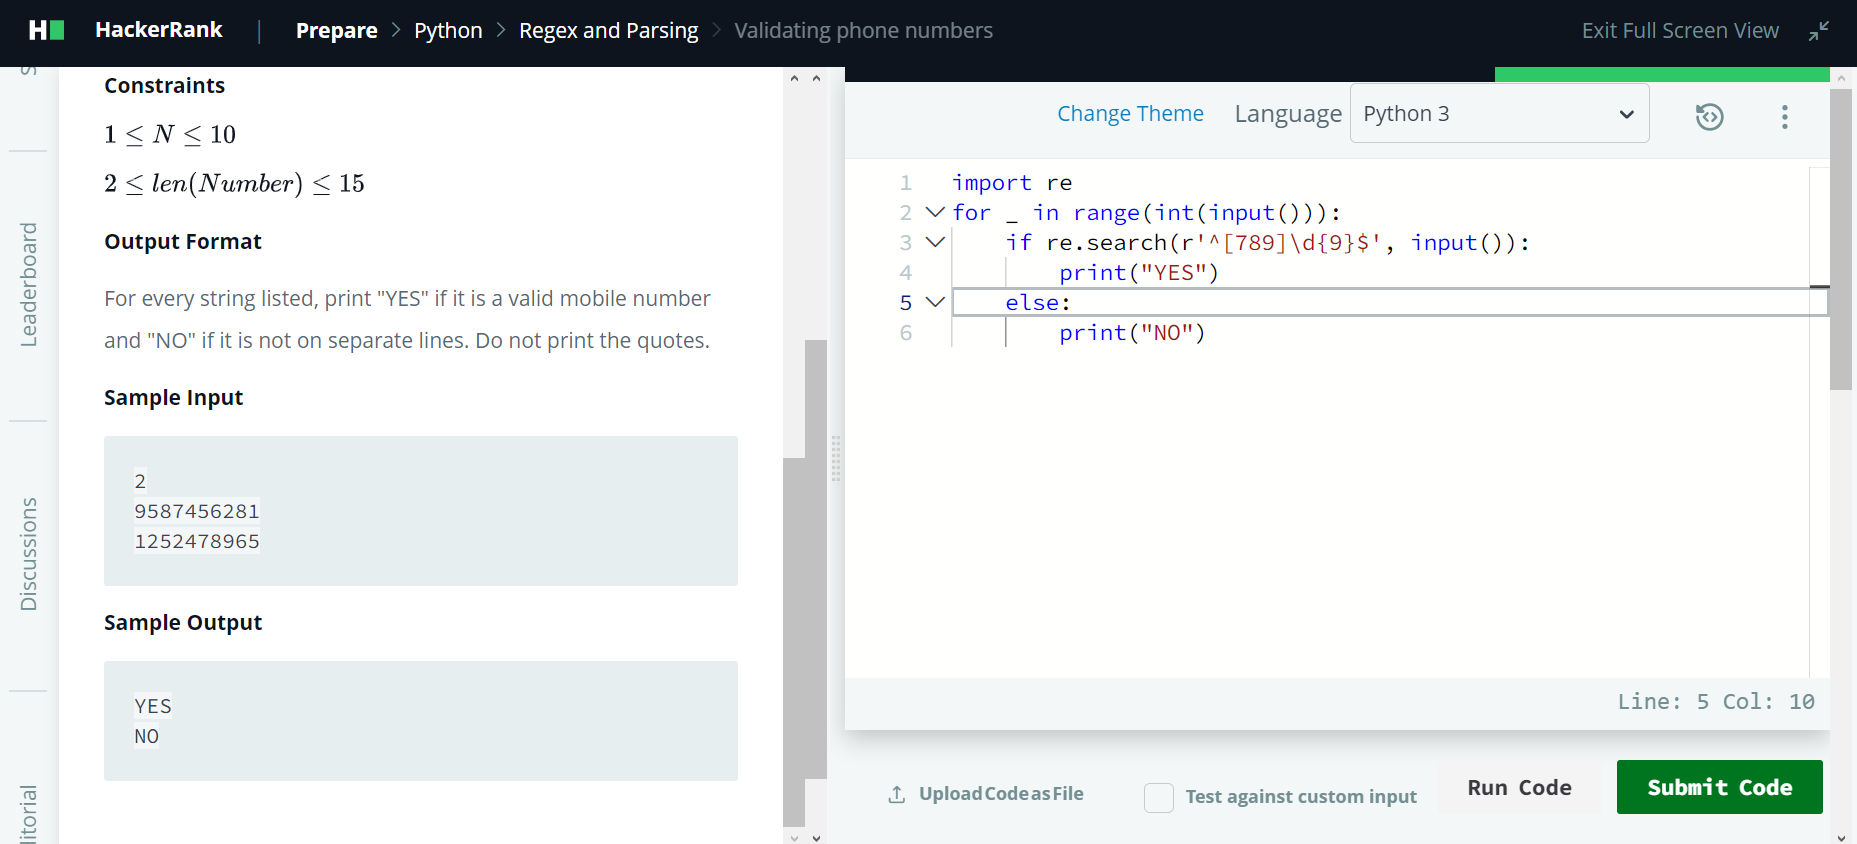 HackerRank | Prepare > Python > Regex and Parsing > Validating phone numbers
Exit Full Screen View
Leaderboard
Discussions
Constraints
1 ≤ N ≤ 10
2 ≤ len(Number) ≤ 15
Output Format
For every string listed, print "YES" if it is a valid mobile number
and "NO" if it is not on separate lines. Do not print the quotes.
Sample Input
2
9587456281
1252478965
Sample Output
YES
NO
Change Theme Language Python 3
1 import re
2 for _ in range(int(input())):
3 if re.search(r'^[789]\d{9}$', input()):
4 print("YES")
5 else:
6 print("NO")
Line: 5 Col: 10
Upload Code as File
Test against custom input
Run Code
Submit Code